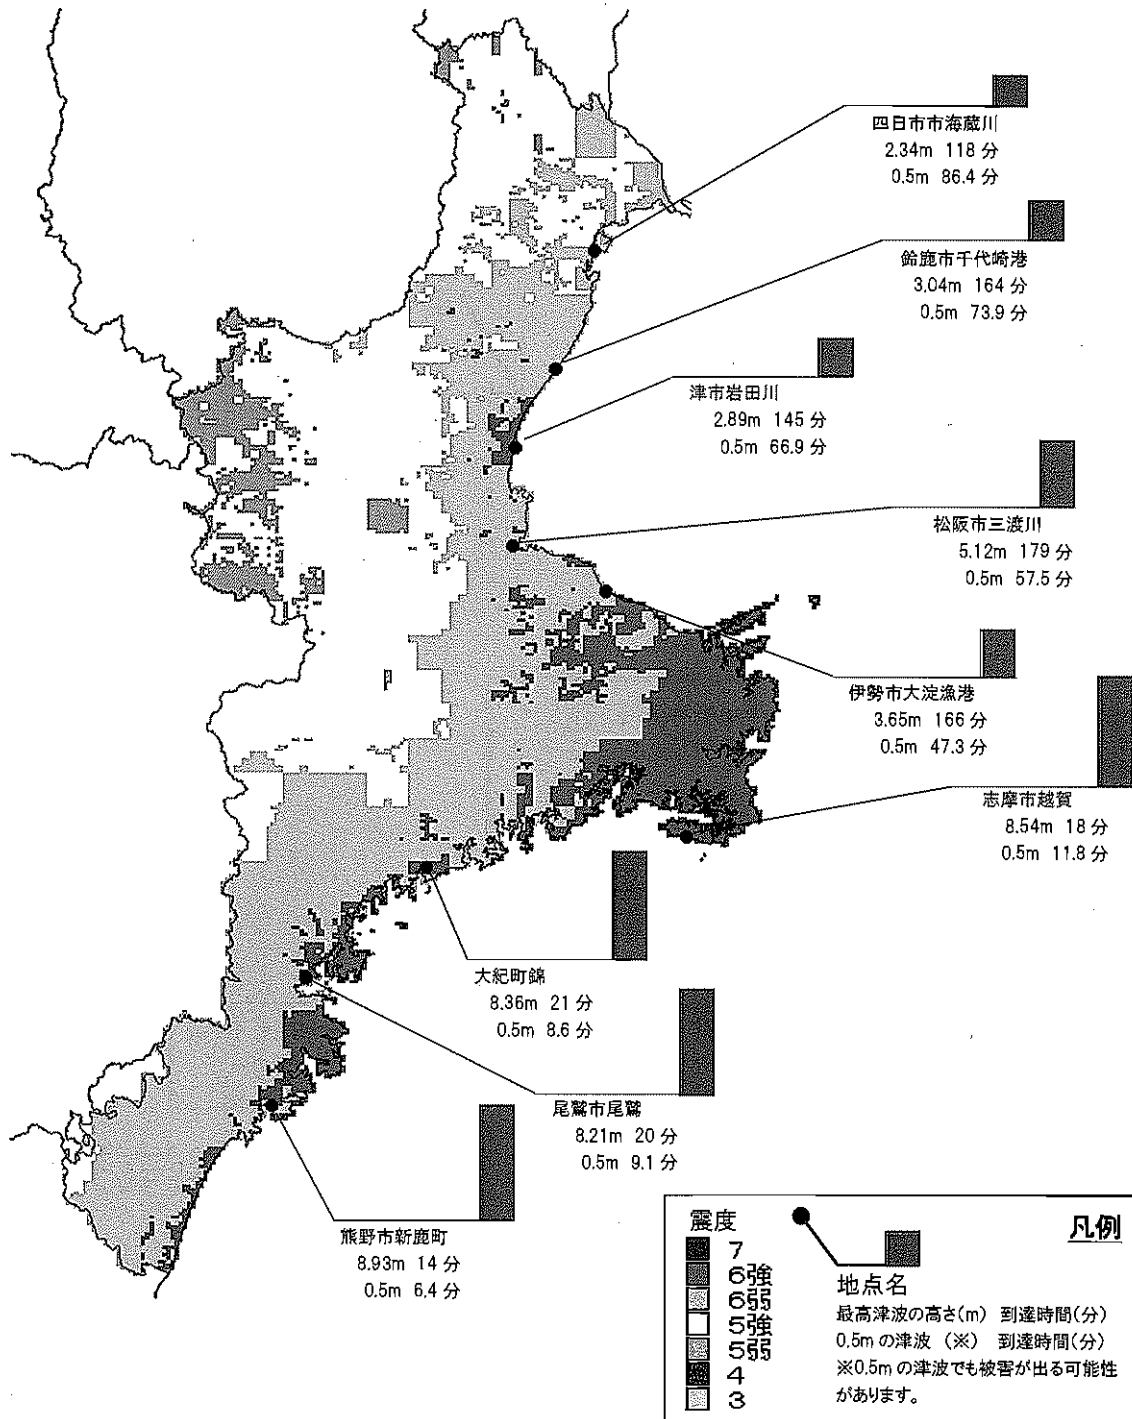 四日市市海蔵川
2.34m 118 分
0.5m 86.4 分
鈴鹿市千代崎港
3.04m 164 分
0.5m 73.9 分
津市岩田川
2.89m 145 分
0.5m 66.9 分
松阪市三渡川
5.12m 179 分
0.5m 57.5 分
伊勢市大淀漁港
3.65m 166 分
0.5m 47.3 分
志摩市越賀
8.54m 18 分
0.5m 11.8 分
大紀町錦
8.36m 21 分
0.5m 8.6 分
尾鷲市尾鷲
8.21m 20 分
0.5m 9.1 分
熊野市新鹿町
8.93m 14 分
0.5m 6.4 分
凡例
震度
7
6強
6弱
5強
5弱
4
3
地点名
最高津波の高さ(m) 到達時間(分)
0.5mの津波 (※) 到達時間(分)
※0.5mの津波でも被害が出る可能性
があります。